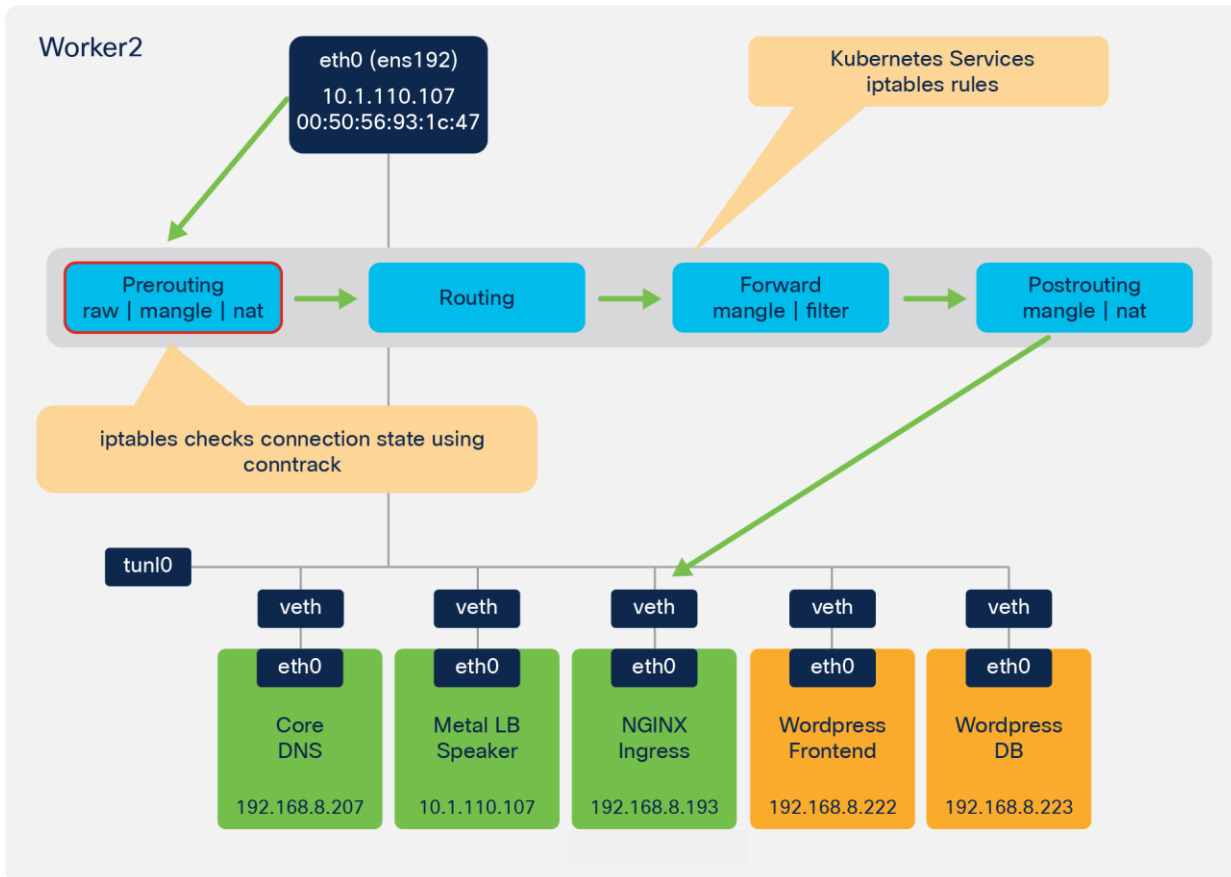 Worker2
eth0 (ens192)
10.1.110.107
00:50:56:93:1c:47
Kubernetes Services
iptables rules
Prerouting
raw | mangle | nat
Routing
Forward
mangle | filter
Postrouting
mangle | nat
iptables checks connection state using
conntrack
tunl0
veth
veth
veth
veth
veth
eth0
eth0
eth0
eth0
eth0
Core
DNS
192.168.8.207
Metal LB
Speaker
10.1.110.107
NGINX
Ingress
192.168.8.193
Wordpress
Frontend
192.168.8.222
Wordpress
DB
192.168.8.223